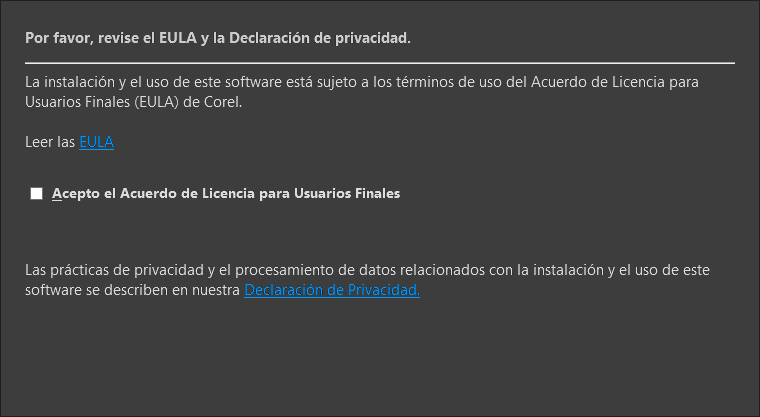 Por favor, revise el EULA y la Declaración de privacidad.
La instalación y el uso de este software está sujeto a los términos de uso del Acuerdo de Licencia para
Usuarios Finales (EULA) de Corel.
Leer las EULA
Acepto el Acuerdo de Licencia para Usuarios Finales
Las prácticas de privacidad y el procesamiento de datos relacionados con la instalación y el uso de este
software se describen en nuestra Declaración de Privacidad.